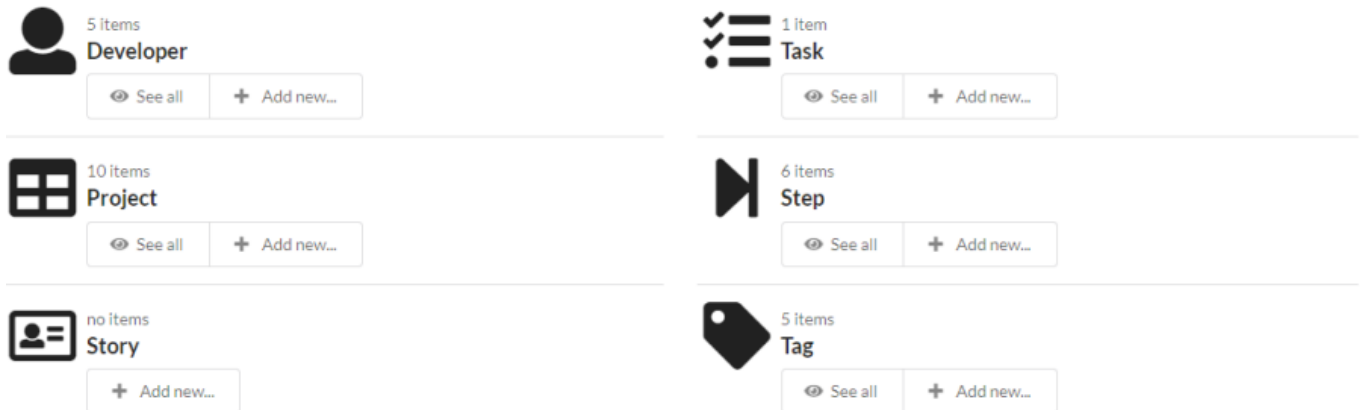 5 items
Developer
See all
Add new...
10 items
Project
See all
Add new...
no items
Story
Add new...
1 item
Task
See all
Add new...
6 items
Step
See all
Add new...
5 items
Tag
See all
Add new...